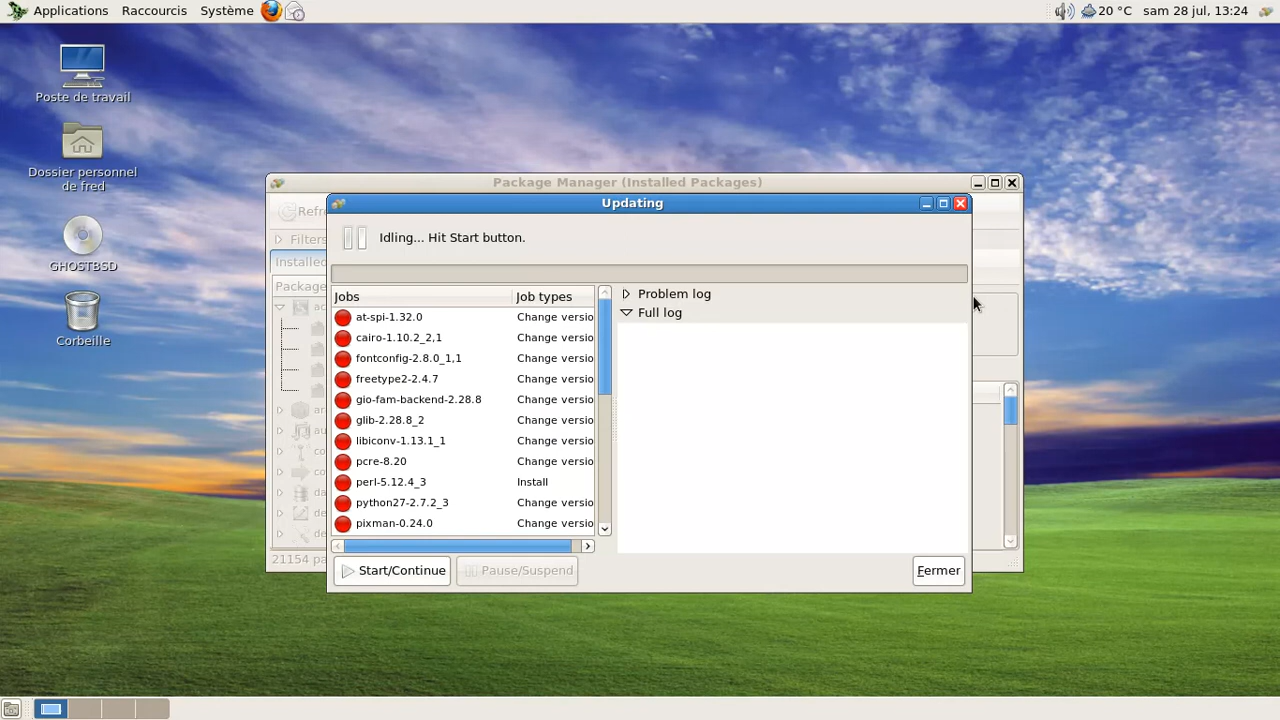 Applications Raccourcis Système
20 °C sam 28 jul, 13:24
Poste de travail
Dossier personnel
de fred
GHOSTBSD
Corbeille
Package Manager (Installed Packages)
Refr
Filters
Installed
Package
21154 pa
Updating
Idling... Hit Start button.
Jobs Job types
at-spi-1.32.0 Change versio
cairo-1.10.2_2,1 Change versio
fontconfig-2.8.0_1,1 Change versio
freetype2-2.4.7 Change versio
gio-fam-backend-2.28.8 Change versio
glib-2.28.8_2 Change versio
libiconv-1.13.1_1 Change versio
pcre-8.20 Change versio
perl-5.12.4_3 Install
python27-2.7.2_3 Change versio
pixman-0.24.0 Change versio
Problem log
Full log
Start/Continue Pause/Suspend Fermer